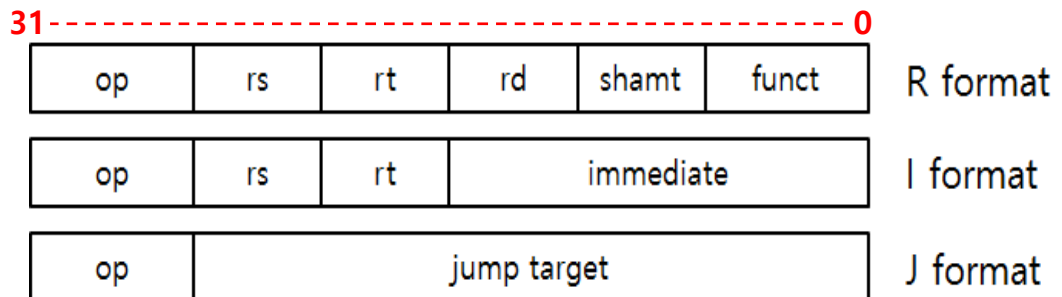 31 0
op rs rt rd shamt funct R format
op rs rt immediate I format
op jump target J format